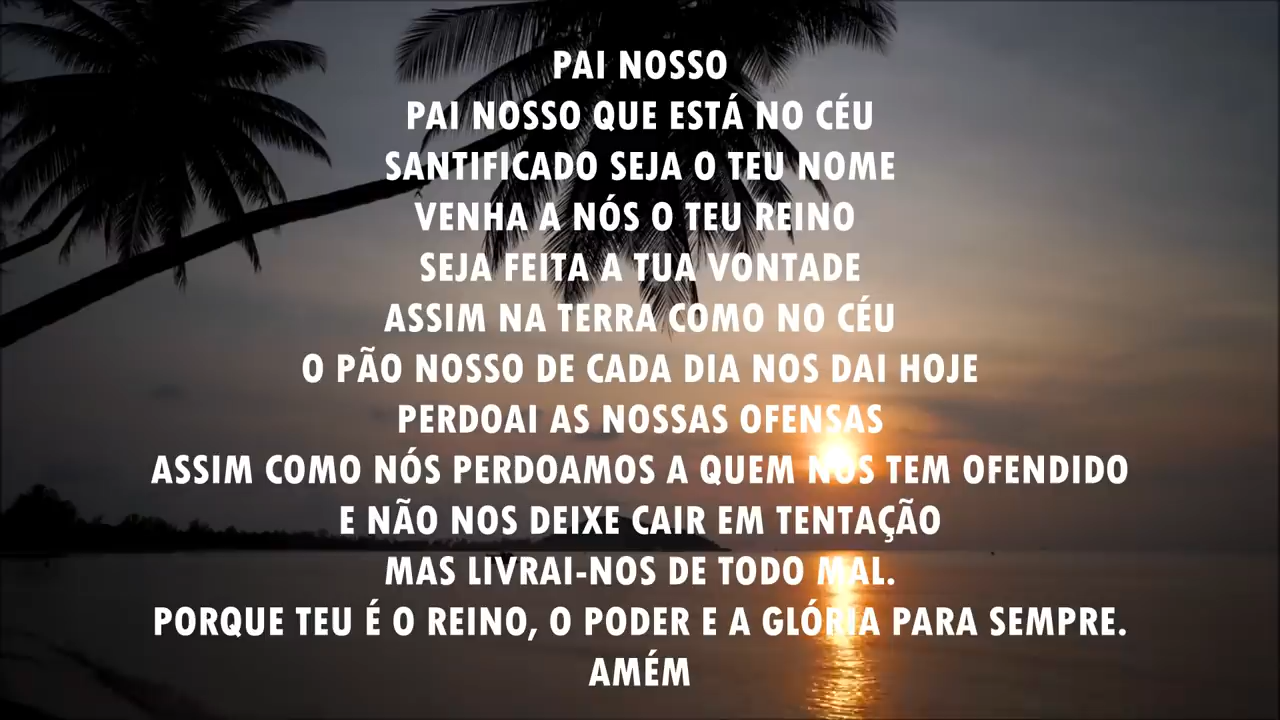 PAI NOSSO
PAI NOSSO QUE ESTÁ NO CÉU
SANTIFICADO SEJA O TEU NOME
VENHA A NÓS O TEU REINO
SEJA FEITA A TUA VONTADE
ASSIM NA TERRA COMO NO CÉU
O PÃO NOSSO DE CADA DIA NOS DAI HOJE
PERDOAI AS NOSSAS OFENSAS
ASSIM COMO NÓS PERDOAMOS A QUEM NOS TEM OFENDIDO
E NÃO NOS DEIXE CAIR EM TENTAÇÃO
MAS LIVRAI-NOS DE TODO MAL.
PORQUE TEU É O REINO, O PODER E A GLÓRIA PARA SEMPRE.
AMÉM